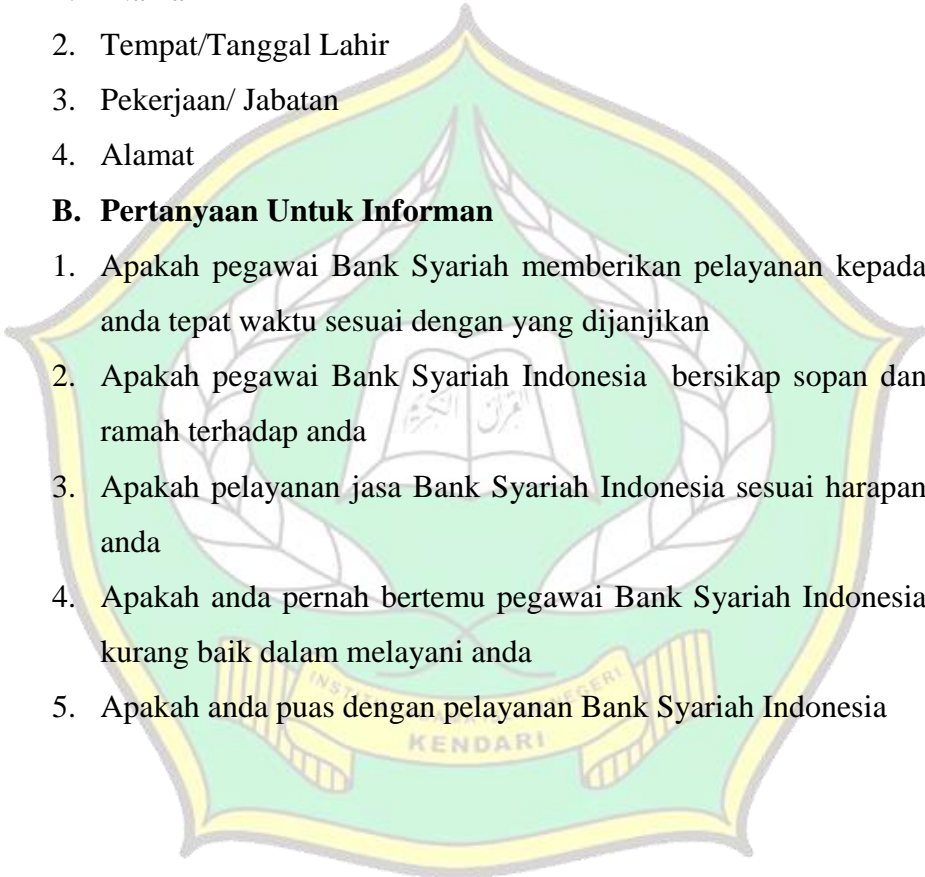 2. Tempat/Tanggal Lahir
3. Pekerjaan/ Jabatan
4. Alamat
B. Pertanyaan Untuk Informan
1. Apakah pegawai Bank Syariah memberikan pelayanan kepada
anda tepat waktu sesuai dengan yang dijanjikan
2. Apakah pegawai Bank Syariah Indonesia bersikap sopan dan
ramah terhadap anda
3. Apakah pelayanan jasa Bank Syariah Indonesia sesuai harapan
anda
4. Apakah anda pernah bertemu pegawai Bank Syariah Indonesia
kurang baik dalam melayani anda
5. Apakah anda puas dengan pelayanan Bank Syariah Indonesia
KENDARI